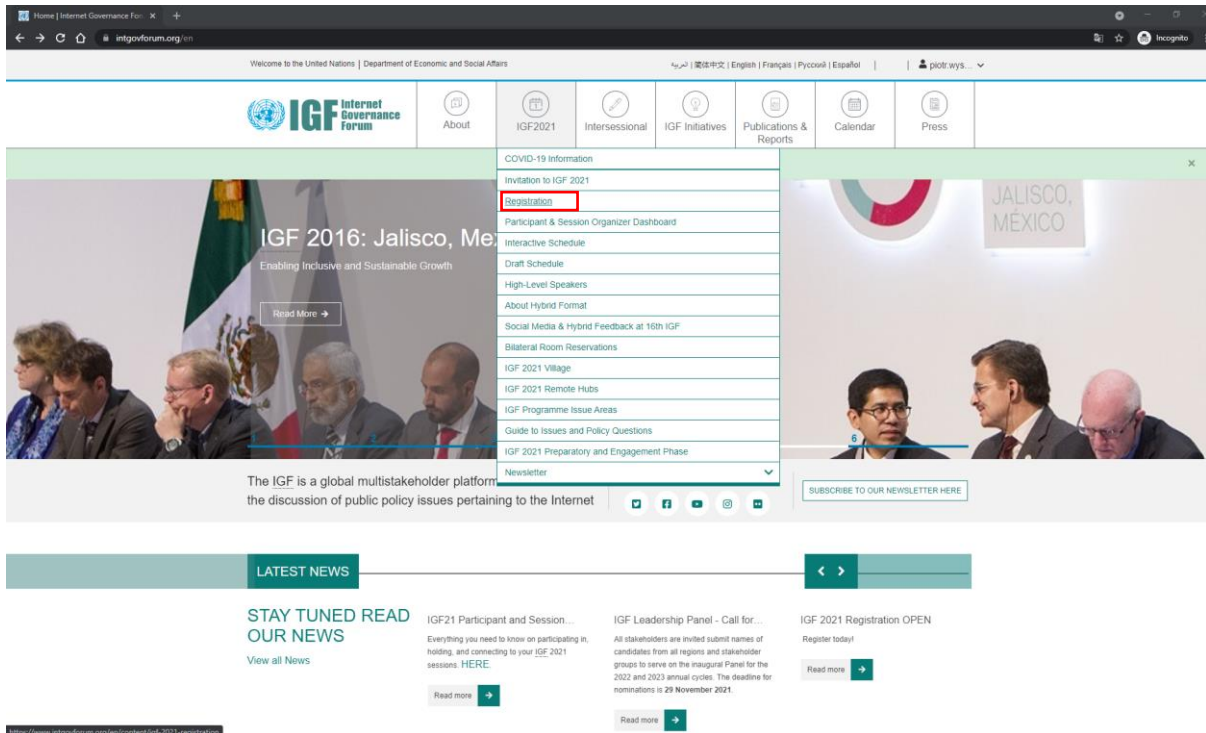 Home | Internet Governance For
intgovforum.org/en
Incognito
Welcome to the United Nations | Department of Economic and Social Affairs
العربية | 简体中文 | English | Français | Русский | Español | | piotr.wys...
IGF Internet
Governance
Forum
About
IGF2021
Intersessional
IGF Initiatives
Publications &
Reports
Calendar
Press
COVID-19 Information
Invitation to IGF 2021
Registration
Participant & Session Organizer Dashboard
Interactive Schedule
Draft Schedule
High-Level Speakers
About Hybrid Format
Social Media & Hybrid Feedback at 16th IGF
Bilateral Room Reservations
IGF 2021 Village
IGF 2021 Remote Hubs
IGF Programme Issue Areas
Guide to Issues and Policy Questions
IGF 2021 Preparatory and Engagement Phase
Newsletter
JALISCO,
MÉXICO
IGF 2016: Jalisco, Me
Enabling Inclusive and Sustainable Growth
Read More →
1 2 6
The IGF is a global multistakeholder platform
the discussion of public policy issues pertaining to the Internet
SUBSCRIBE TO OUR NEWSLETTER HERE
LATEST NEWS
STAY TUNED READ
OUR NEWS
View all News
IGF21 Participant and Session...
Everything you need to know on participating in,
holding, and connecting to your IGF 2021
sessions. HERE.
Read more
IGF Leadership Panel - Call for...
All stakeholders are invited submit names of
candidates from all regions and stakeholder
groups to serve on the inaugural Panel for the
2022 and 2023 annual cycles. The deadline for
nominations is 29 November 2021.
Read more
IGF 2021 Registration OPEN
Register today!
Read more
https://www.intgovforum.org/en/content/igf-2021-registration